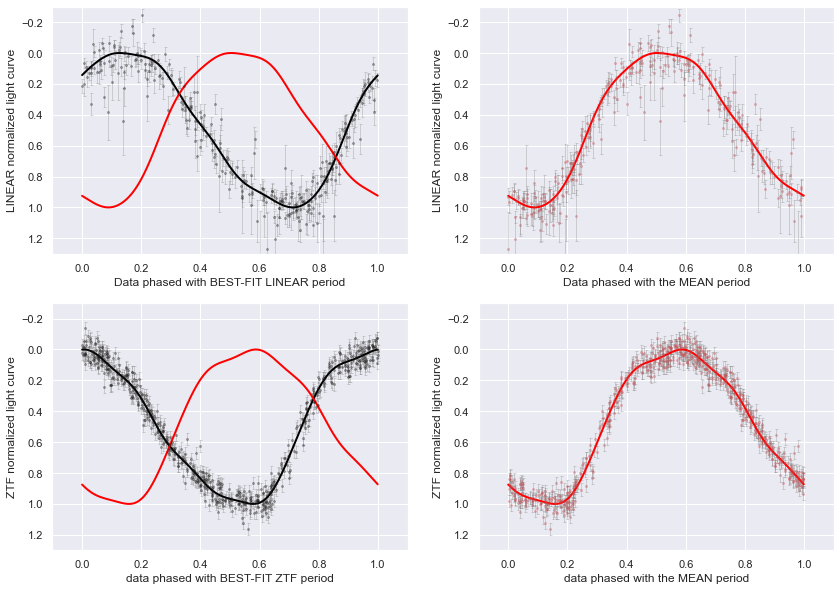 LINEAR normalized light curve
−0.2
0.0
0.2
0.4
0.6
0.8
1.0
1.2
0.0 0.2 0.4 0.6 0.8 1.0
Data phased with BEST-FIT LINEAR period
LINEAR normalized light curve
−0.2
0.0
0.2
0.4
0.6
0.8
1.0
1.2
0.0 0.2 0.4 0.6 0.8 1.0
Data phased with the MEAN period
ZTF normalized light curve
−0.2
0.0
0.2
0.4
0.6
0.8
1.0
1.2
0.0 0.2 0.4 0.6 0.8 1.0
data phased with BEST-FIT ZTF period
ZTF normalized light curve
−0.2
0.0
0.2
0.4
0.6
0.8
1.0
1.2
0.0 0.2 0.4 0.6 0.8 1.0
data phased with the MEAN period